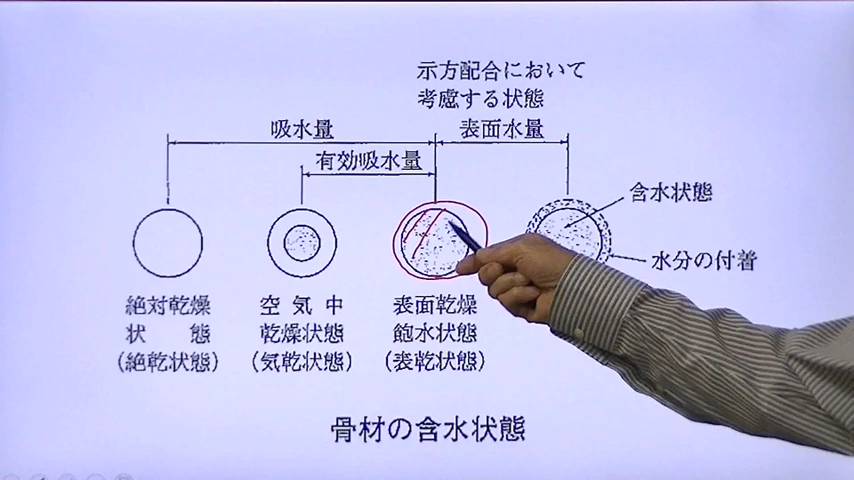 示方配合において
考慮する状態
吸水量
表面水量
有効吸水量
含水状態
水分の付着
絶対乾燥
状　態
(絶乾状態)
空 気 中
乾燥状態
(気乾状態)
表面乾燥
飽水状態
(表乾状態)
骨材の含水状態